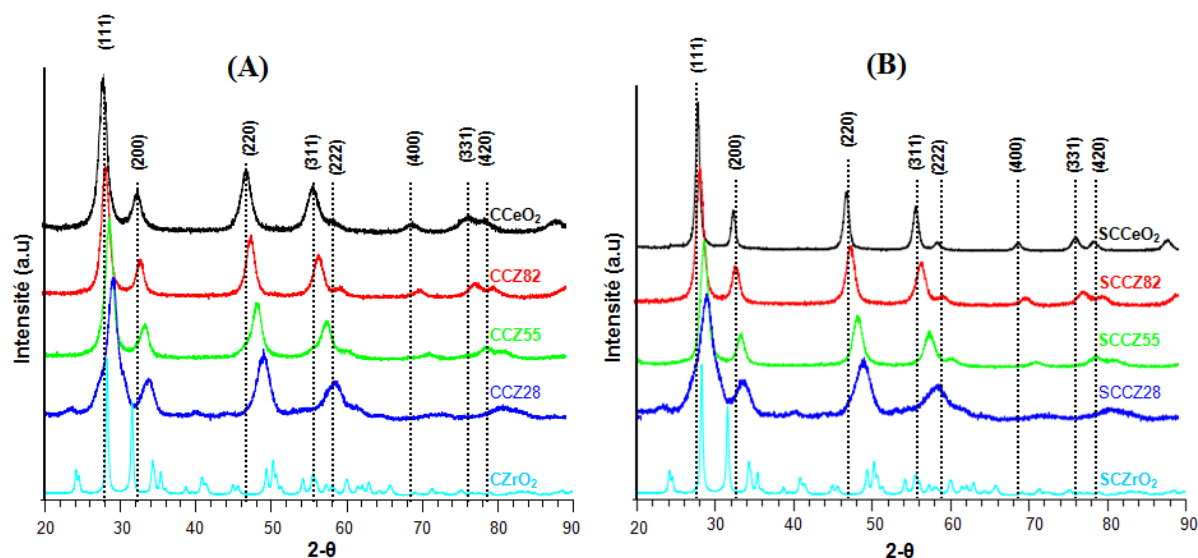 (A)
(111)
(200)
(220)
(311)
(222)
(400)
(331)
(420)
CCeO₂
CCZ82
CCZ55
CCZ28
CZrO₂
Intensité (a.u)
20 30 40 50 60 70 80 90
2-θ
(B)
(111)
(200)
(220)
(311)
(222)
(400)
(331)
(420)
SCCeO₂
SCCZ82
SCCZ55
SCCZ28
SCZrO₂
Intensité (a.u)
20 30 40 50 60 70 80 90
2-θ